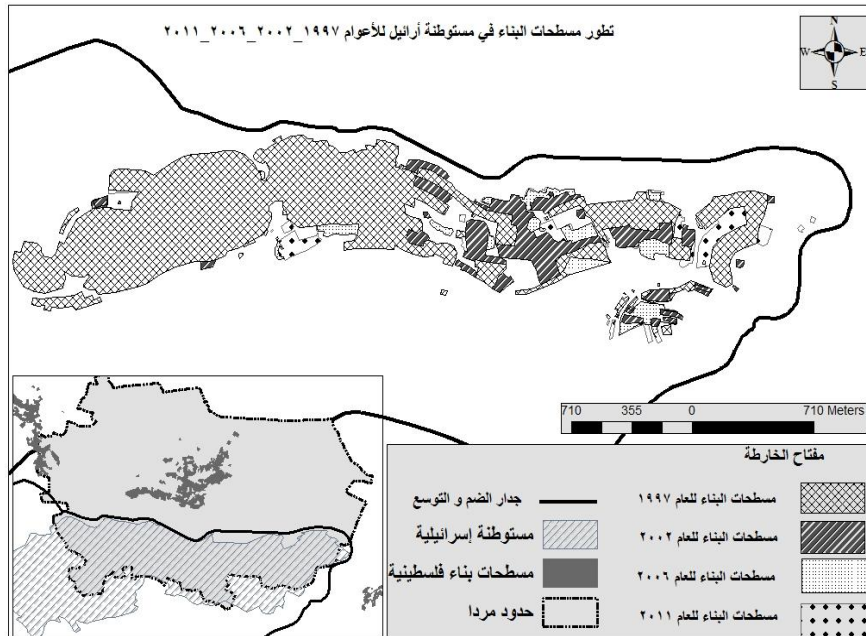 تطور مسطحات البناء في مستوطنة أرائيل للأعوام ١٩٩٧_٢٠٠٢_٢٠٠٦_٢٠١١
N
W E
S
710 355 0 710 Meters
مفتاح الخارطة
مسطحات البناء للعام ١٩٩٧
مسطحات البناء للعام ٢٠٠٢
مسطحات البناء للعام ٢٠٠٦
مسطحات البناء للعام ٢٠١١
جدار الضم و التوسع
مستوطنة إسرائيلية
مسطحات بناء فلسطينية
حدود مردا